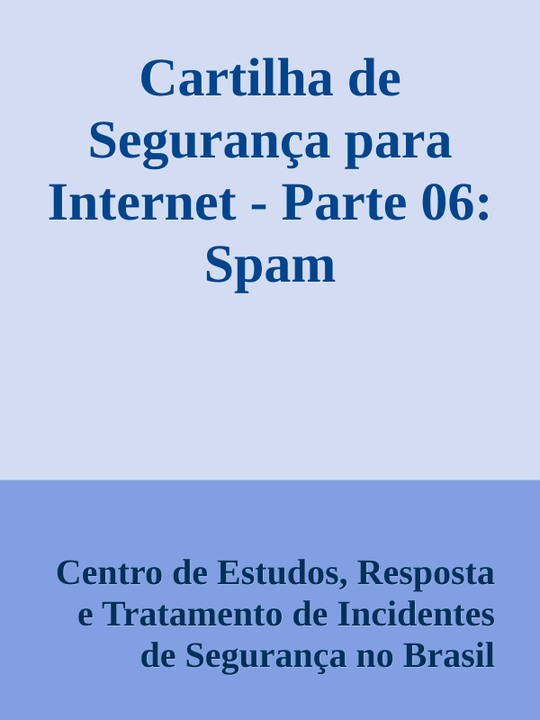 Cartilha de
Segurança para
Internet - Parte 06:
Spam
Centro de Estudos, Resposta
e Tratamento de Incidentes
de Segurança no Brasil